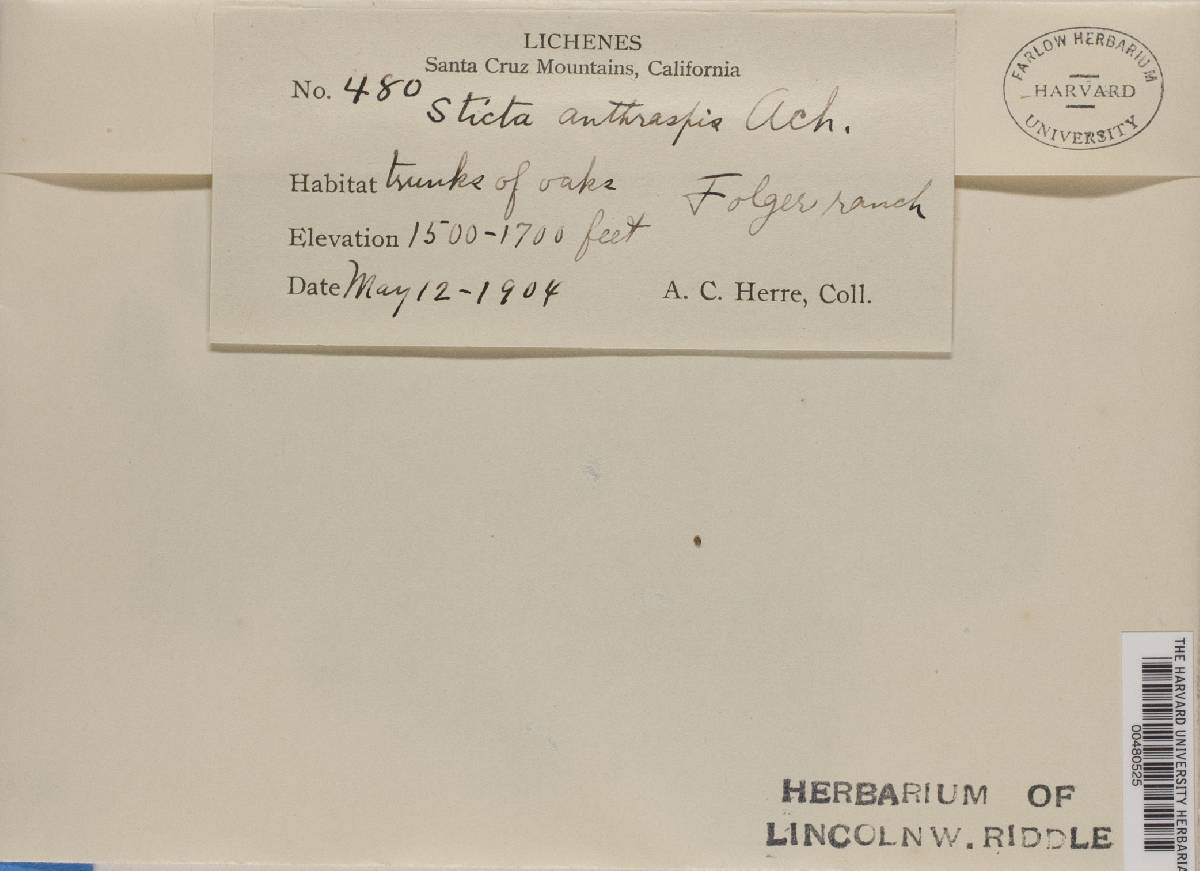 LICHENES
Santa Cruz Mountains, California
No. 480
Sticta anthraspis Ach.
Habitat trunks of oaks
Folger ranch
Elevation 1500-1700 feet
Date May 12-1904
A. C. Herre, Coll.
FARLOW HERBARIUM
HARVARD
UNIVERSITY
HERBARIUM OF
LINCOLN W. RIDDLE
THE HARVARD UNIVERSITY HERBARIA
00480525